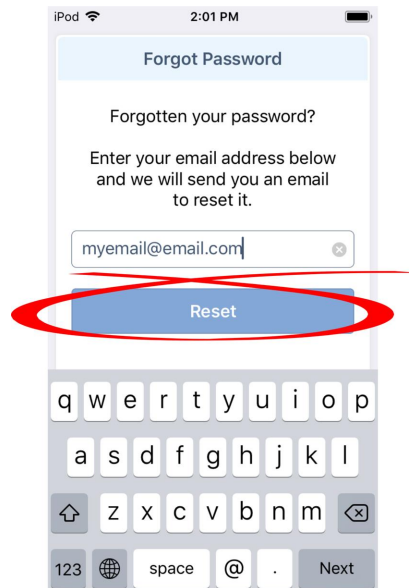 iPod 2:01 PM
Forgot Password
Forgotten your password?
Enter your email address below
and we will send you an email
to reset it.
myemail@email.com
Reset
q w e r t y u i o p
a s d f g h j k l
z x c v b n m
123 space @ . Next